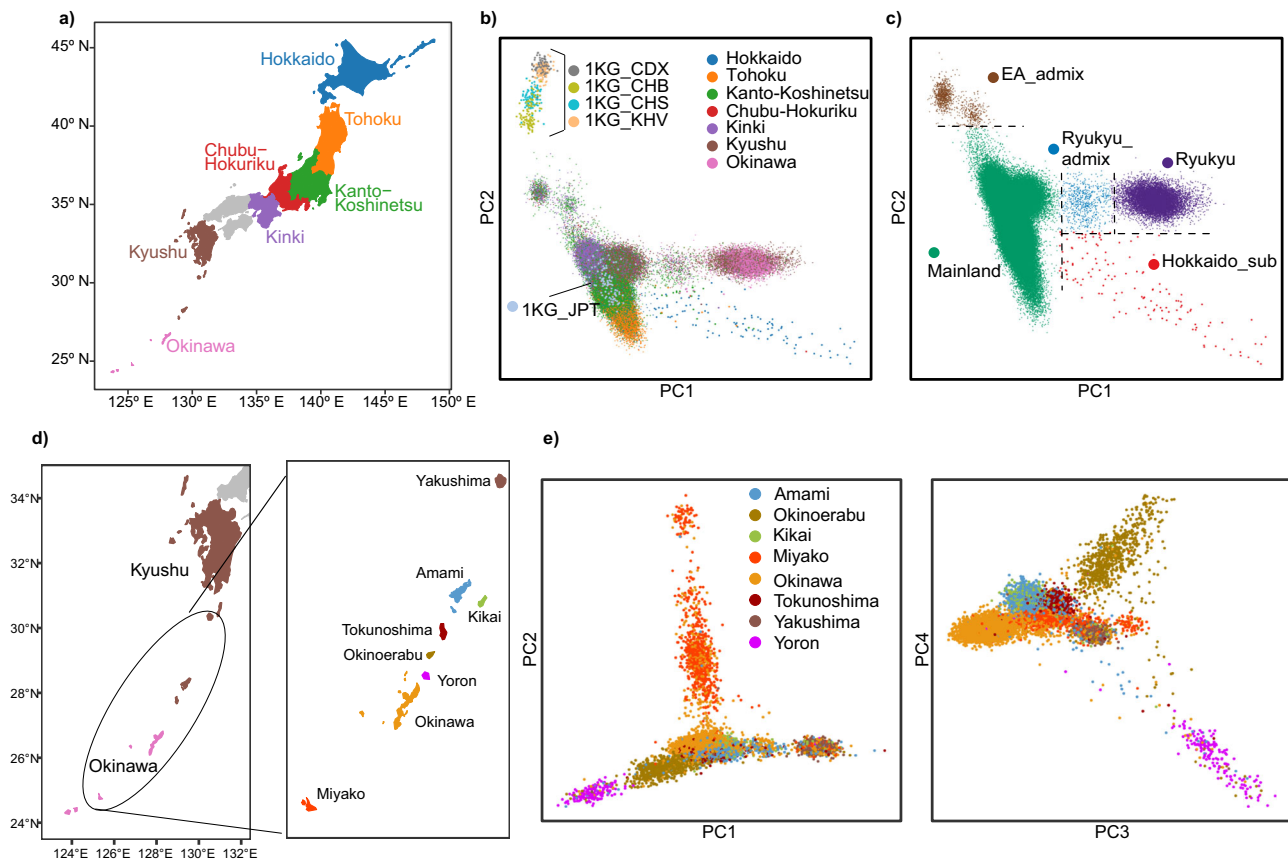 a)
45º N
40º N
35º N
30º N
25º N
125º E
130º E
135º E
140º E
145º E
150º E
Hokkaido
Tohoku
Chubu-
Hokuriku
Kanto-
Koshinetsu
Kinki
Kyushu
Okinawa
b)
1KG_CDX
1KG_CHB
1KG_CHS
1KG_KHV
Hokkaido
Tohoku
Kanto-Koshinetsu
Chubu-Hokuriku
Kinki
Kyushu
Okinawa
1KG_JPT
PC2
PC1
c)
EA_admix
Ryukyu_
admix
Ryukyu
Mainland
Hokkaido_sub
PC2
PC1
d)
34°N
32°N
30°N
28°N
26°N
24°N
124°E
126°E
128°E
130°E
132°E
Kyushu
Okinawa
Yakushima
Amami
Kikai
Tokunoshima
Okinoerabu
Yoron
Okinawa
Miyako
e)
Amami
Okinoerabu
Kikai
Miyako
Okinawa
Tokunoshima
Yakushima
Yoron
PC2
PC1
PC4
PC3